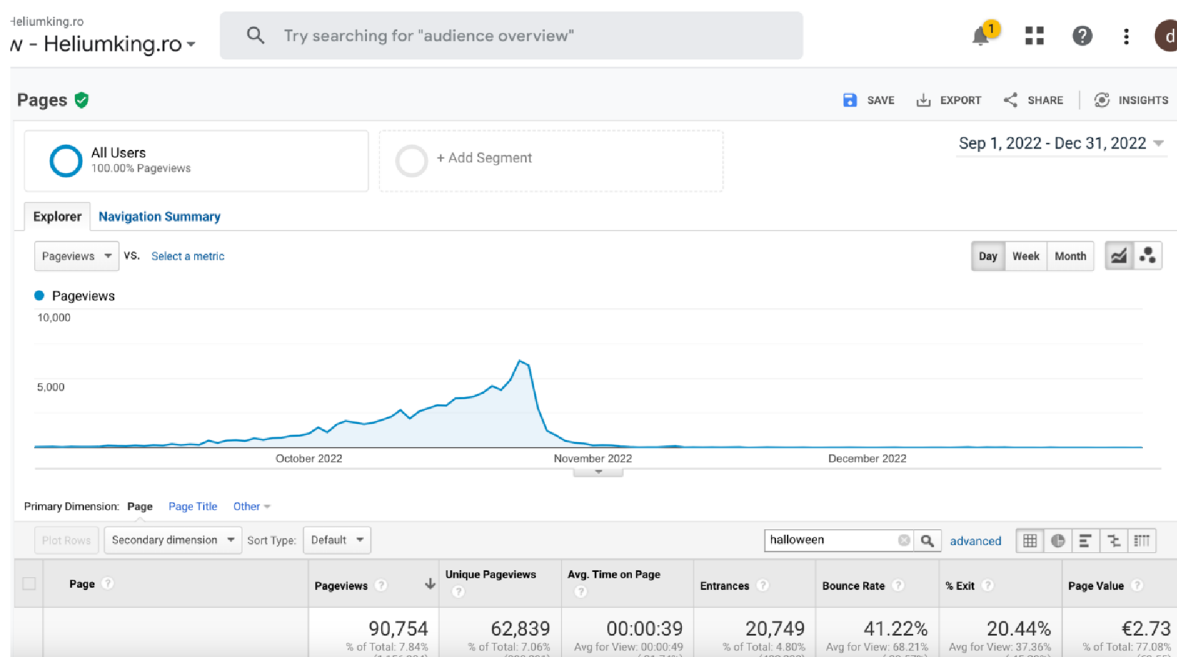 Heliumking.ro
w - Heliumking.ro
Try searching for "audience overview"
1
d
Pages
SAVE
EXPORT
SHARE
INSIGHTS
All Users
100.00% Pageviews
+ Add Segment
Sep 1, 2022 - Dec 31, 2022
Explorer
Navigation Summary
Pageviews
VS.
Select a metric
Day
Week
Month
Pageviews
10,000
5,000
October 2022
November 2022
December 2022
Primary Dimension:
Page
Page Title
Other
Plot Rows
Secondary dimension
Sort Type:
Default
halloween
advanced
Page
Pageviews
Unique Pageviews
Avg. Time on Page
Entrances
Bounce Rate
% Exit
Page Value
90,754
% of Total: 7.84%
62,839
% of Total: 7.06%
00:00:39
Avg for View: 00:00:49
20,749
% of Total: 4.80%
41.22%
Avg for View: 68.21%
20.44%
Avg for View: 37.36%
€2.73
% of Total: 77.08%